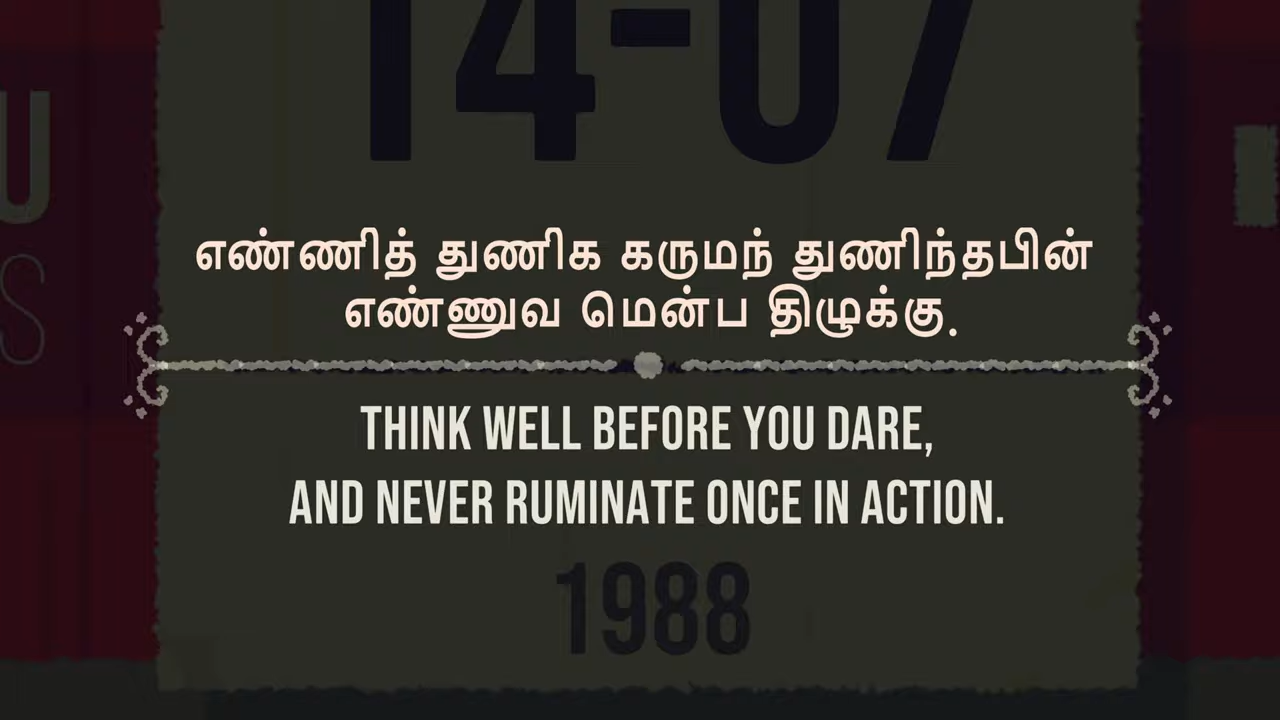 14-07
U
S
எண்ணித் துணிக கருமந் துணிந்தபின்
எண்ணுவ மென்ப திழுக்கு.
THINK WELL BEFORE YOU DARE,
AND NEVER RUMINATE ONCE IN ACTION.
1988